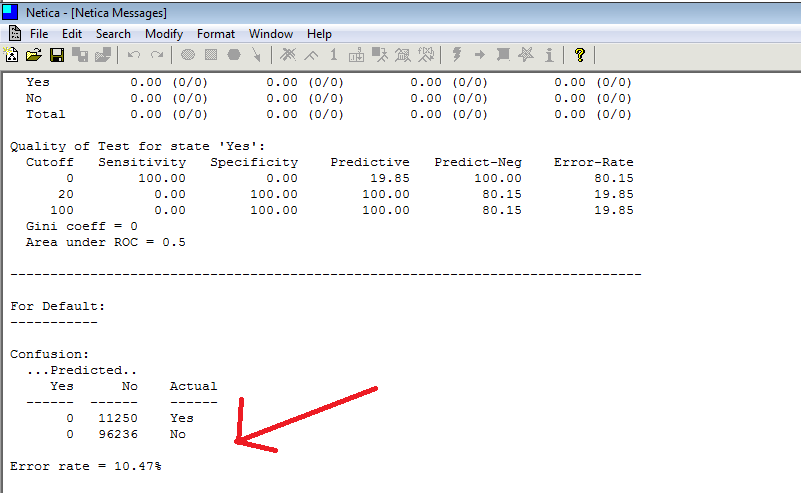 Netica - [Netica Messages]
File Edit Search Modify Format Window Help
Yes 0.00 (0/0) 0.00 (0/0) 0.00 (0/0) 0.00 (0/0)
No 0.00 (0/0) 0.00 (0/0) 0.00 (0/0) 0.00 (0/0)
Total 0.00 (0/0) 0.00 (0/0) 0.00 (0/0) 0.00 (0/0)
Quality of Test for state 'Yes':
Cutoff Sensitivity Specificity Predictive Predict-Neg Error-Rate
0 100.00 0.00 19.85 100.00 80.15
20 0.00 100.00 100.00 80.15 19.85
100 0.00 100.00 100.00 80.15 19.85
Gini coeff = 0
Area under ROC = 0.5
--------------------------------------------------------------------------------
For Default:
-----------
Confusion:
...Predicted..
Yes No Actual
------ ------ ------
0 11250 Yes
0 96236 No
Error rate = 10.47%